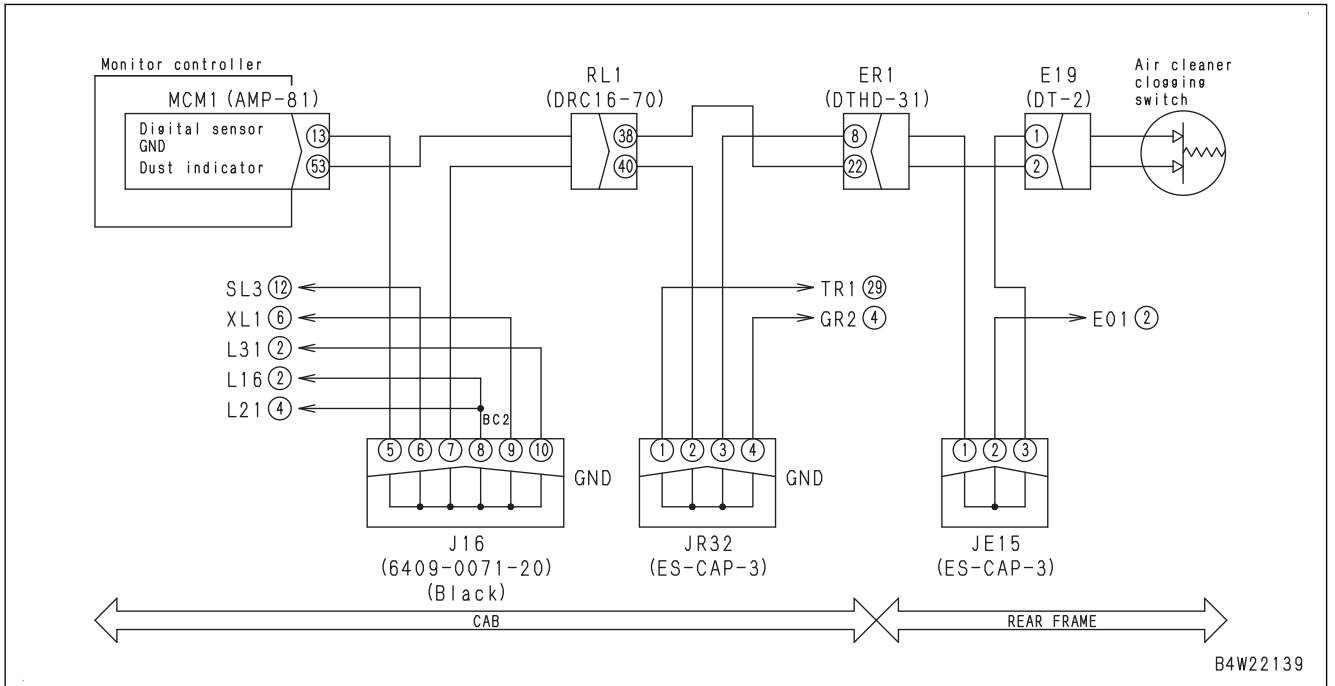 Monitor controller
MCM1 (AMP-81)
Digital sensor
GND
Dust indicator
13
53
RL1
(DRC16-70)
38
40
ER1
(DTHD-31)
8
22
E19
(DT-2)
1
2
Air cleaner
clogging
switch
SL3 12
XL1 6
L31 2
L16 2
L21 4
BC2
TR1 29
GR2 4
E01 2
5 6 7 8 9 10
GND
J16
(6409-0071-20)
(Black)
1 2 3 4
GND
JR32
(ES-CAP-3)
1 2 3
JE15
(ES-CAP-3)
CAB
REAR FRAME
B4W22139